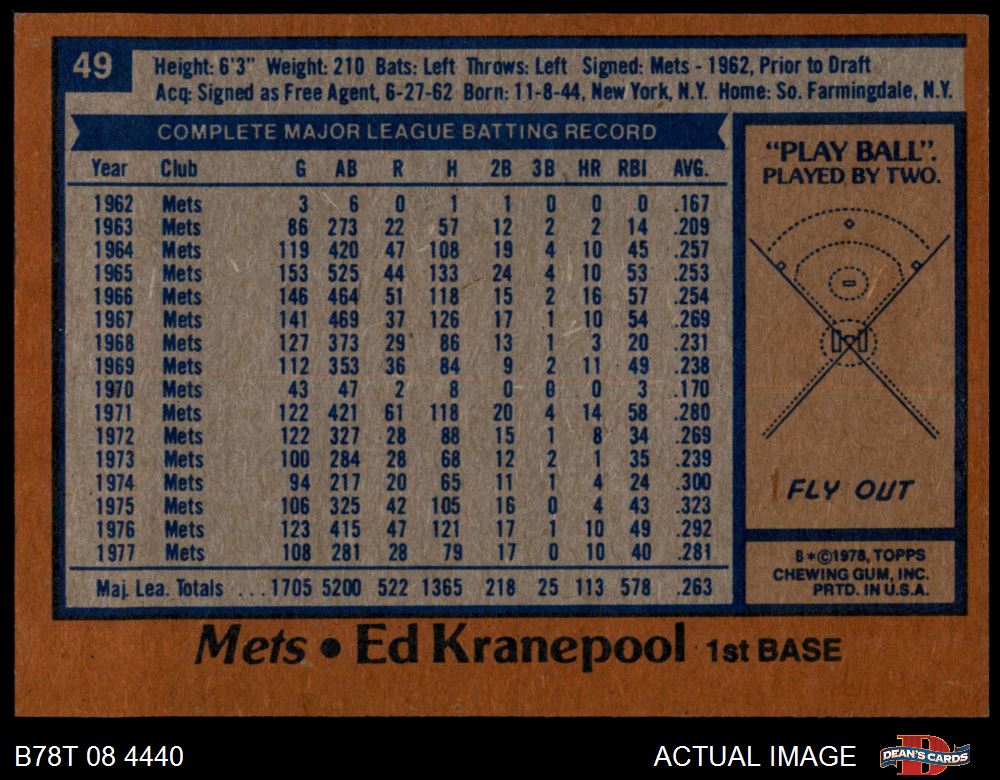 49
Height: 6'3" Weight: 210 Bats: Left Throws: Left Signed: Mets - 1962, Prior to Draft
Acq: Signed as Free Agent, 6-27-62 Born: 11-8-44, New York, N.Y. Home: So. Farmingdale, N.Y.
COMPLETE MAJOR LEAGUE BATTING RECORD
Year Club G AB R H 2B 3B HR RBI AVG.
1962 Mets 3 6 0 1 1 0 0 0 .167
1963 Mets 86 273 22 57 12 2 2 14 .209
1964 Mets 119 420 47 108 19 4 10 45 .257
1965 Mets 153 525 44 133 24 4 10 53 .253
1966 Mets 146 464 51 118 15 2 16 57 .254
1967 Mets 141 469 37 126 17 1 10 54 .269
1968 Mets 127 373 29 86 13 1 3 20 .231
1969 Mets 112 353 36 84 9 2 11 49 .238
1970 Mets 43 47 2 8 0 0 0 3 .170
1971 Mets 122 421 61 118 20 4 14 58 .280
1972 Mets 122 327 28 88 15 1 8 34 .269
1973 Mets 100 284 28 68 12 2 1 35 .239
1974 Mets 94 217 20 65 11 1 4 24 .300
1975 Mets 106 325 42 105 16 0 4 43 .323
1976 Mets 123 415 47 121 17 1 10 49 .292
1977 Mets 108 281 28 79 17 0 10 40 .281
Maj. Lea. Totals ... 1705 5200 522 1365 218 25 113 578 .263
"PLAY BALL".
PLAYED BY TWO.
FLY OUT
B*©1978, TOPPS
CHEWING GUM, INC.
PRTD. IN U.S.A.
Mets • Ed Kranepool 1st BASE
B78T 08 4440
ACTUAL IMAGE
DEAN'S CARDS